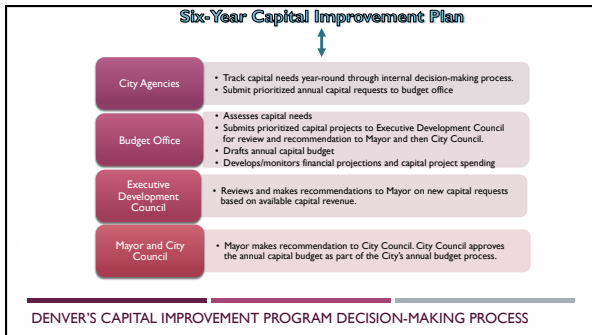 Six-Year Capital Improvement Plan
City Agencies
• Track capital needs year-round through internal decision-making process.
• Submit prioritized annual capital requests to budget office
Budget Office
• Assesses capital needs
• Submits prioritized capital projects to Executive Development Council
for review and recommendation to Mayor and then City Council.
• Drafts annual capital budget
• Develops/monitors financial projections and capital project spending
Executive
Development
Council
• Reviews and makes recommendations to Mayor on new capital requests
based on available capital revenue.
Mayor and City
Council
• Mayor makes recommendation to City Council. City Council approves
the annual capital budget as part of the City's annual budget process.
DENVER'S CAPITAL IMPROVEMENT PROGRAM DECISION-MAKING PROCESS